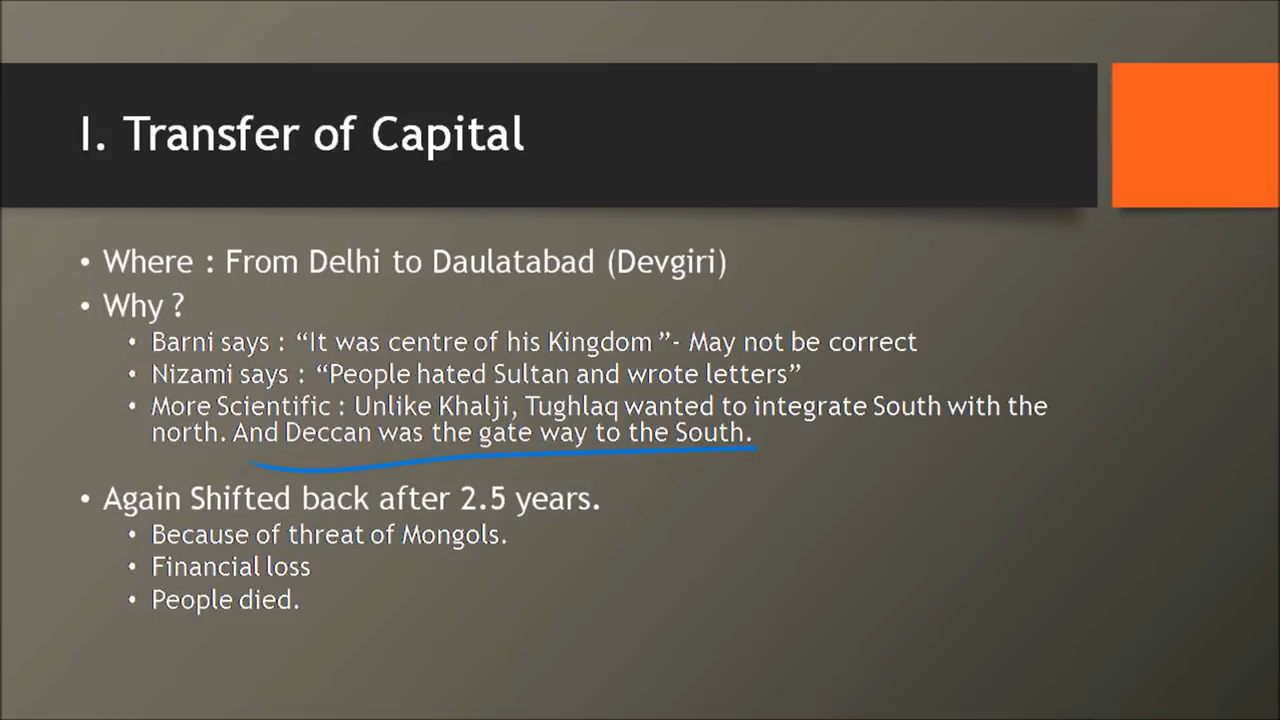 I. Transfer of Capital
• Where : From Delhi to Daulatabad (Devgiri)
• Why ?
• Barni says : “It was centre of his Kingdom ”- May not be correct
• Nizami says : “People hated Sultan and wrote letters”
• More Scientific : Unlike Khalji, Tughlaq wanted to integrate South with the
north. And Deccan was the gate way to the South.
• Again Shifted back after 2.5 years.
• Because of threat of Mongols.
• Financial loss
• People died.